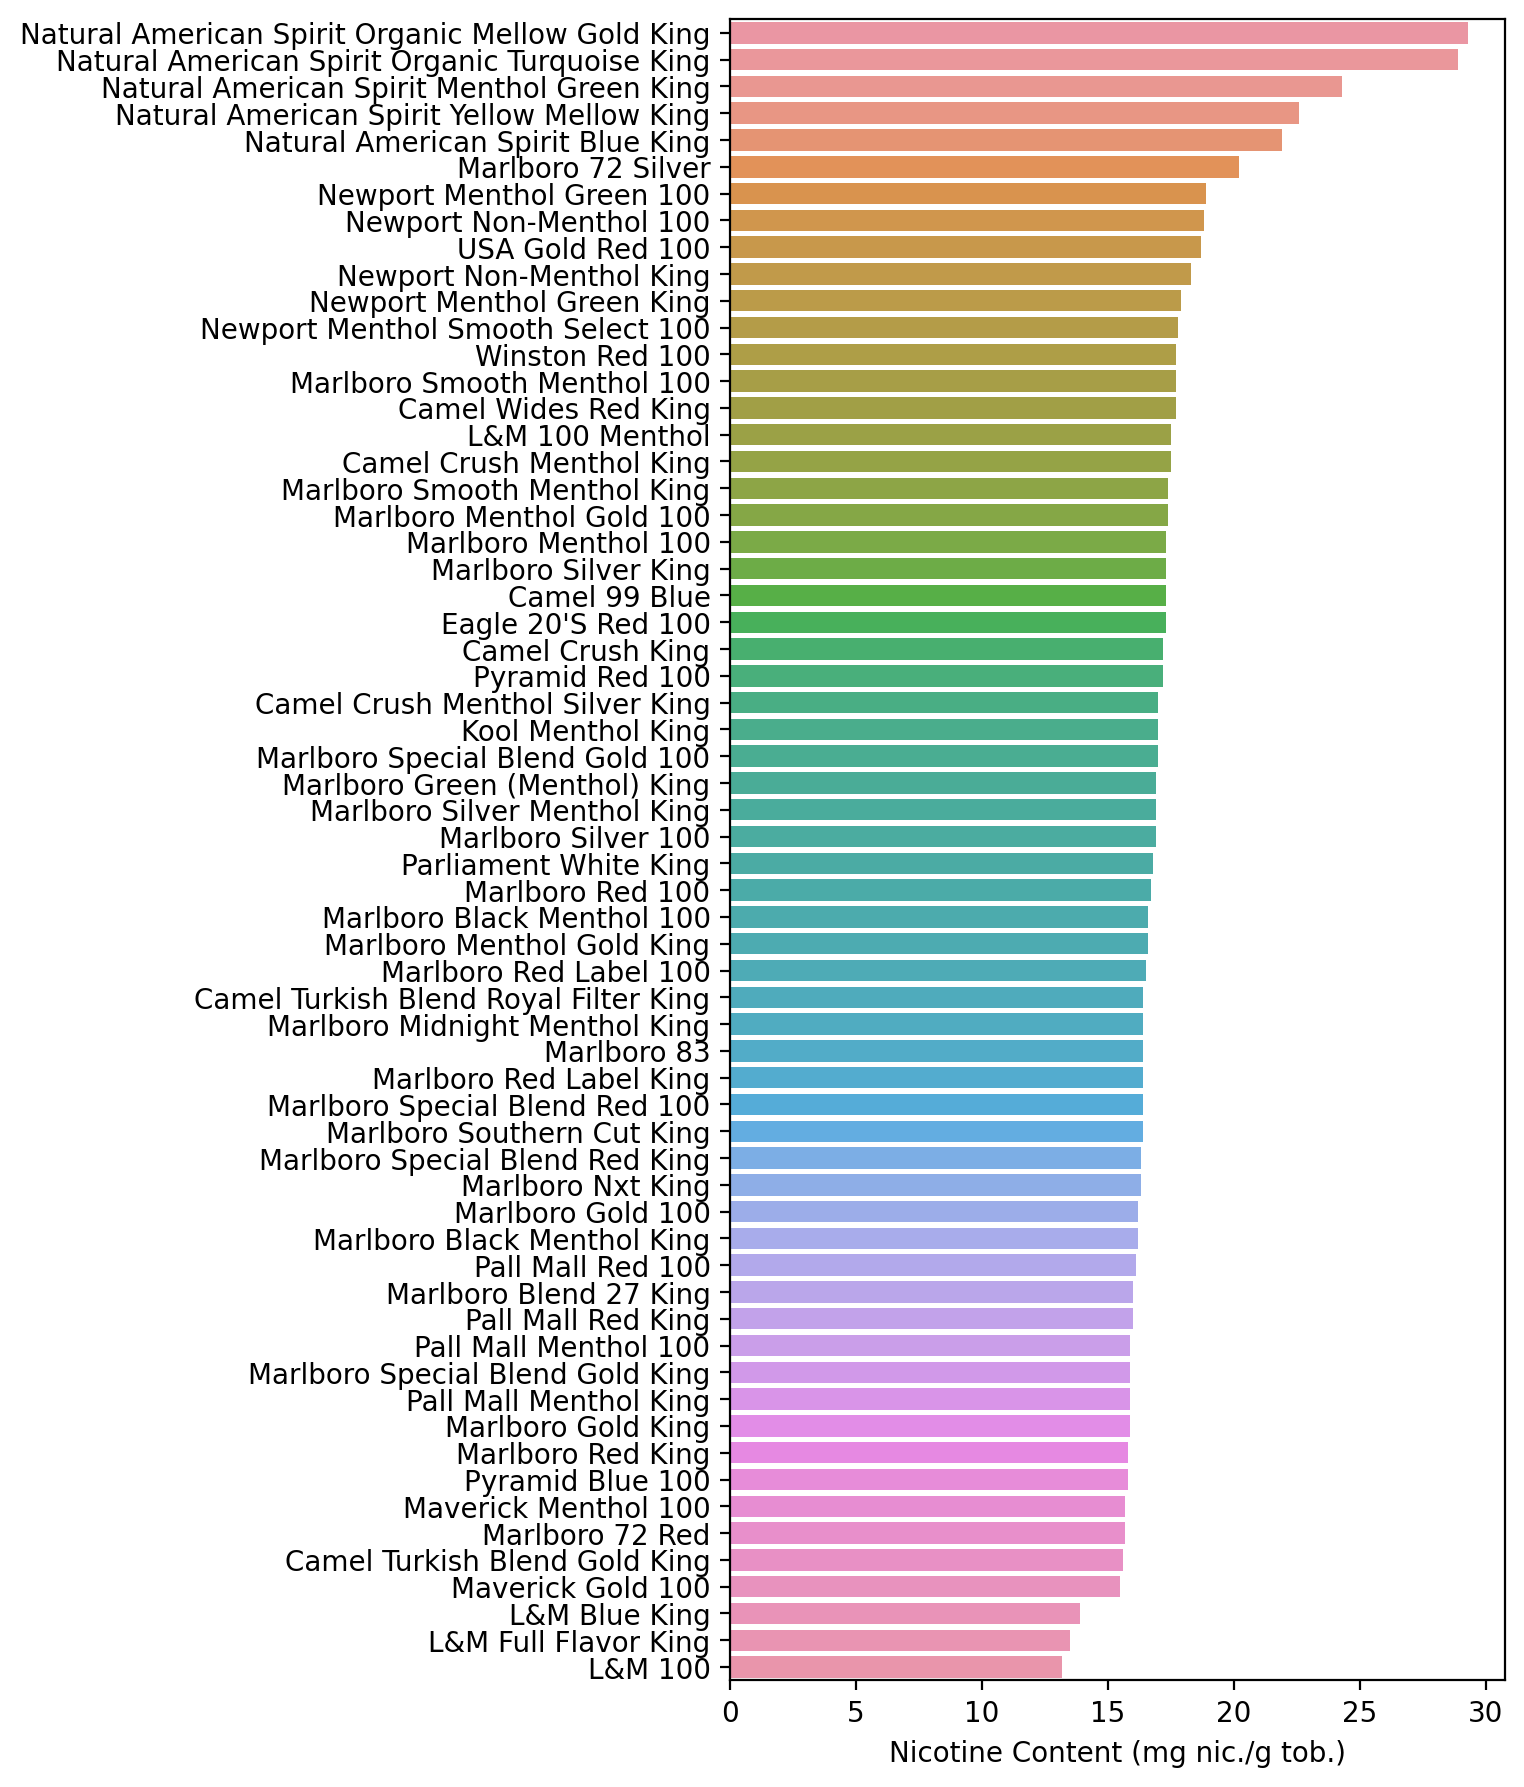 Natural American Spirit Organic Mellow Gold King
Natural American Spirit Organic Turquoise King
Natural American Spirit Menthol Green King
Natural American Spirit Yellow Mellow King
Natural American Spirit Blue King
Marlboro 72 Silver
Newport Menthol Green 100
Newport Non-Menthol 100
USA Gold Red 100
Newport Non-Menthol King
Newport Menthol Green King
Newport Menthol Smooth Select 100
Winston Red 100
Marlboro Smooth Menthol 100
Camel Wides Red King
L&M 100 Menthol
Camel Crush Menthol King
Marlboro Smooth Menthol King
Marlboro Menthol Gold 100
Marlboro Menthol 100
Marlboro Silver King
Camel 99 Blue
Eagle 20'S Red 100
Camel Crush King
Pyramid Red 100
Camel Crush Menthol Silver King
Kool Menthol King
Marlboro Special Blend Gold 100
Marlboro Green (Menthol) King
Marlboro Silver Menthol King
Marlboro Silver 100
Parliament White King
Marlboro Red 100
Marlboro Black Menthol 100
Marlboro Menthol Gold King
Marlboro Red Label 100
Camel Turkish Blend Royal Filter King
Marlboro Midnight Menthol King
Marlboro 83
Marlboro Red Label King
Marlboro Special Blend Red 100
Marlboro Southern Cut King
Marlboro Special Blend Red King
Marlboro Nxt King
Marlboro Gold 100
Marlboro Black Menthol King
Pall Mall Red 100
Marlboro Blend 27 King
Pall Mall Red King
Pall Mall Menthol 100
Marlboro Special Blend Gold King
Pall Mall Menthol King
Marlboro Gold King
Marlboro Red King
Pyramid Blue 100
Maverick Menthol 100
Marlboro 72 Red
Camel Turkish Blend Gold King
Maverick Gold 100
L&M Blue King
L&M Full Flavor King
L&M 100
0 5 10 15 20 25 30
Nicotine Content (mg nic./g tob.)